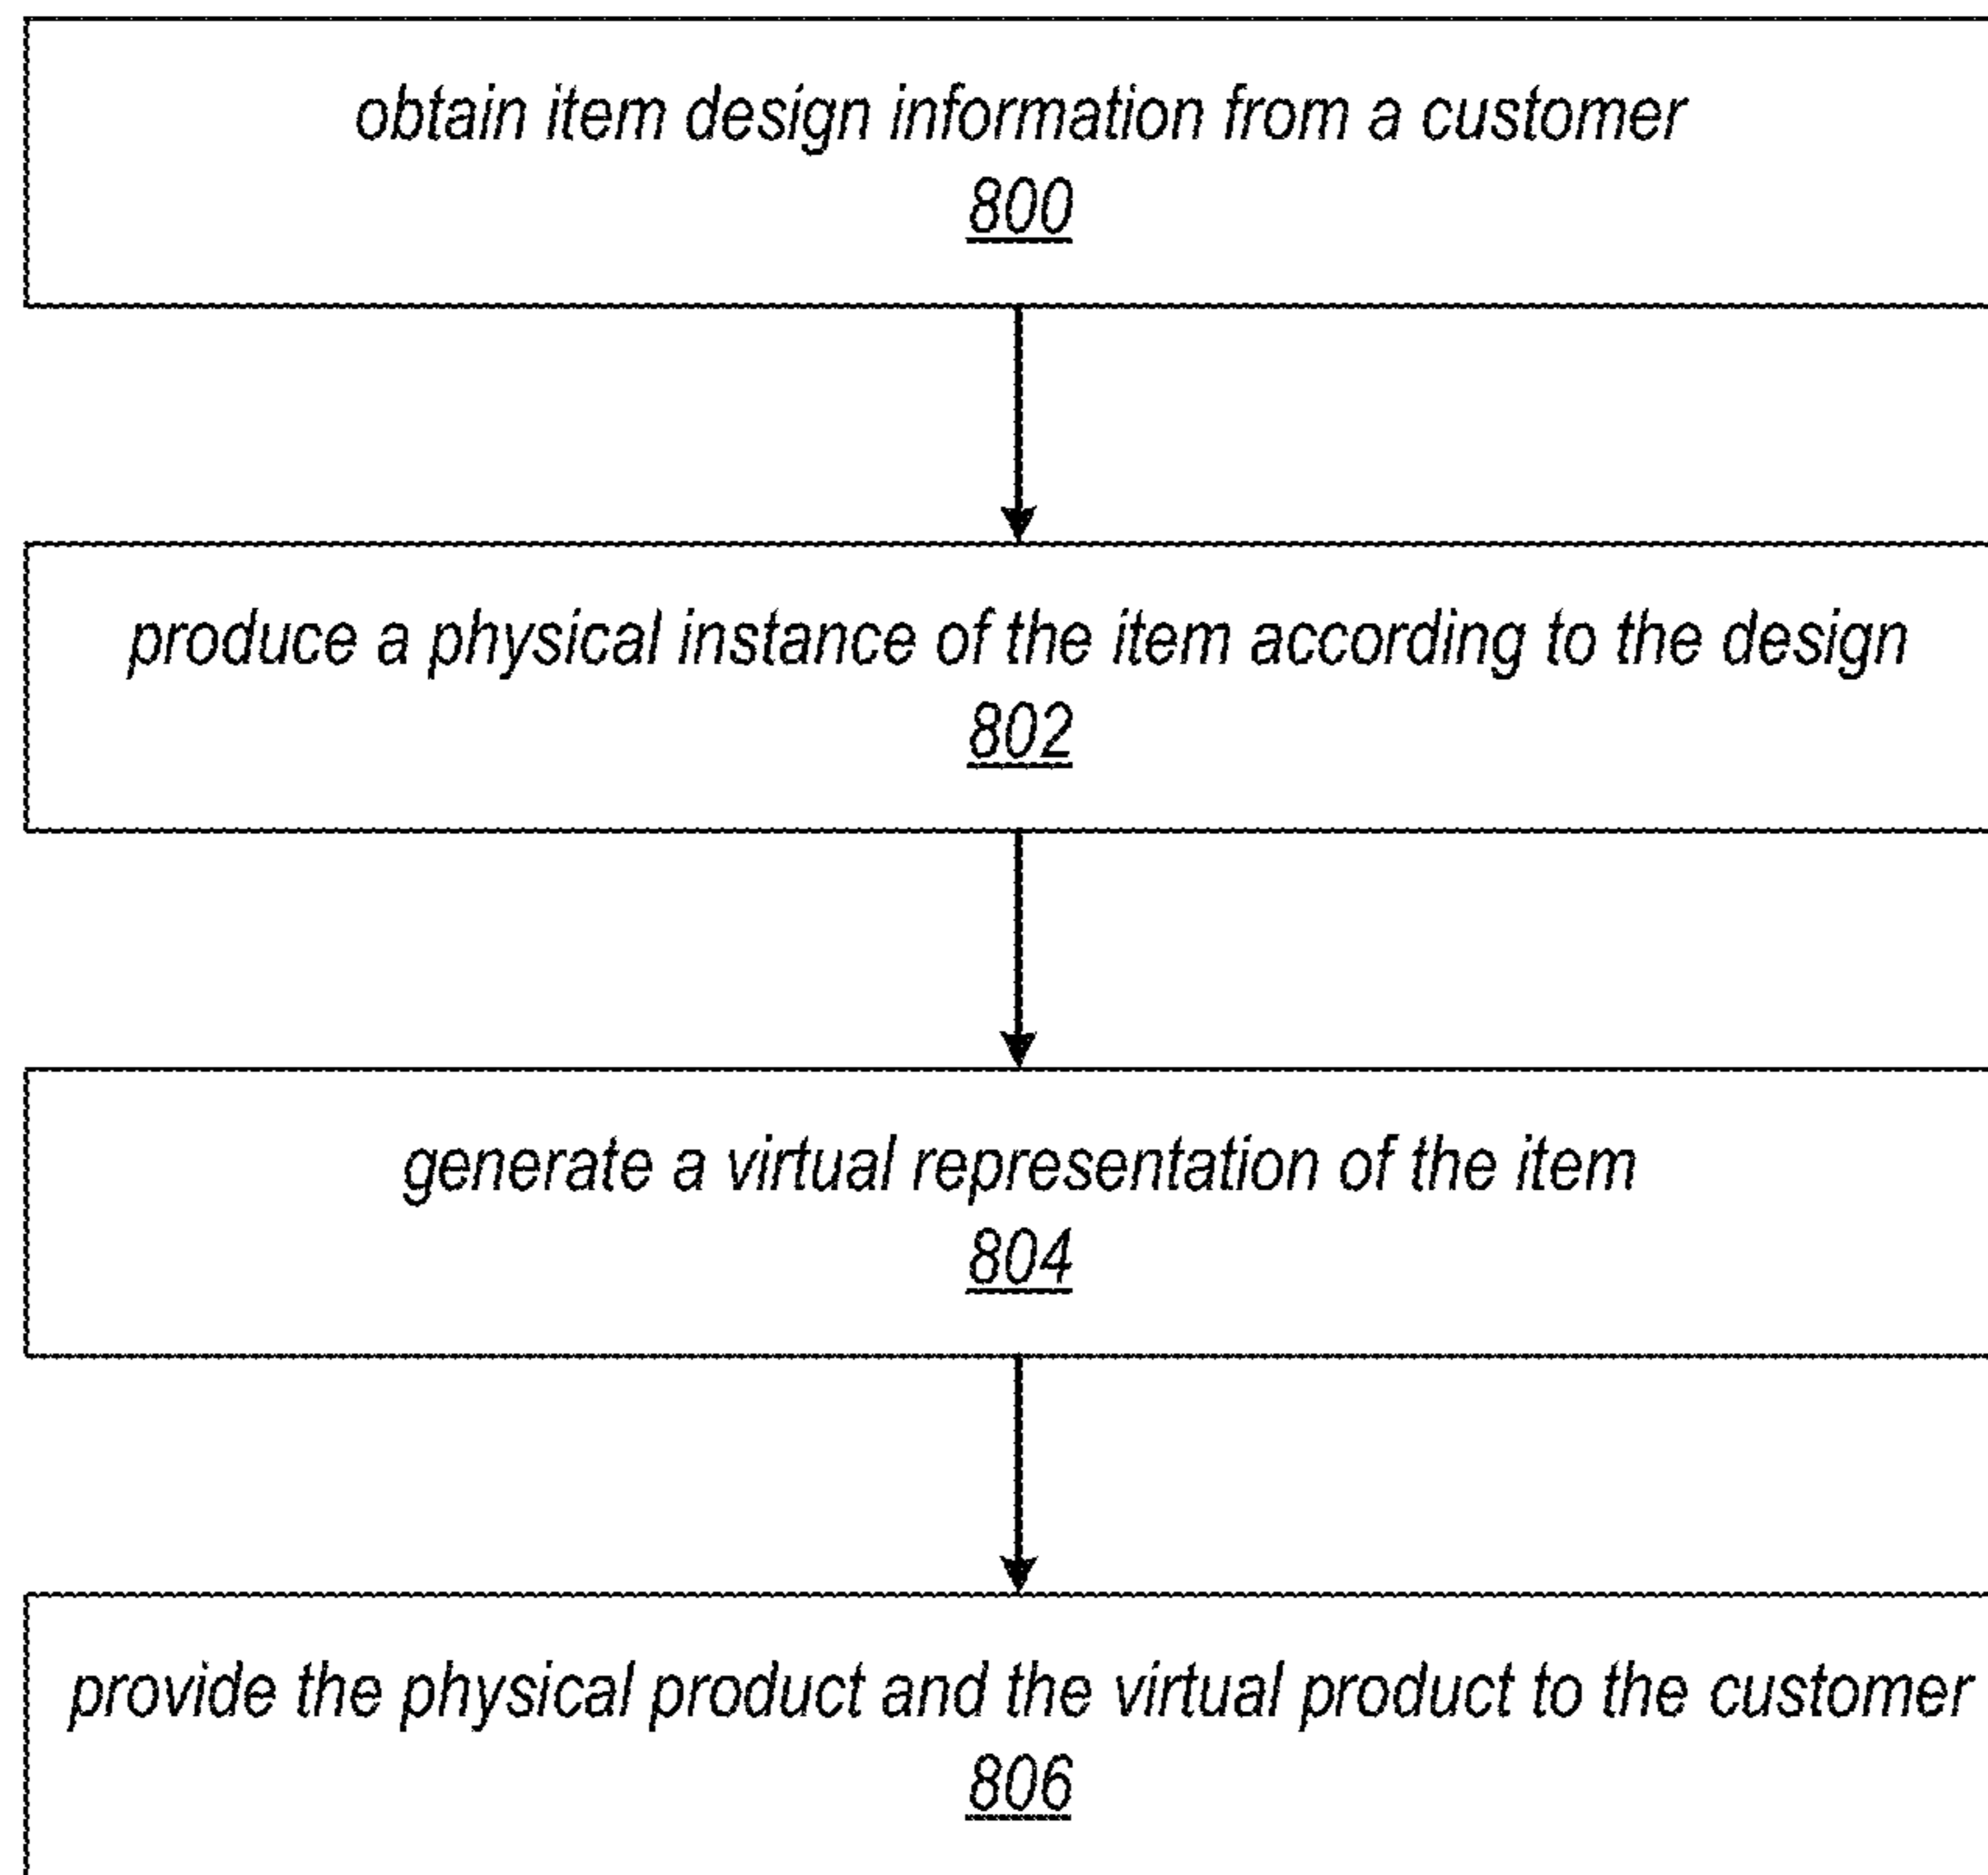 obtain item design information from a customer
800
produce a physical instance of the item according to the design
802
generate a virtual representation of the item
804
provide the physical product and the virtual product to the customer
806